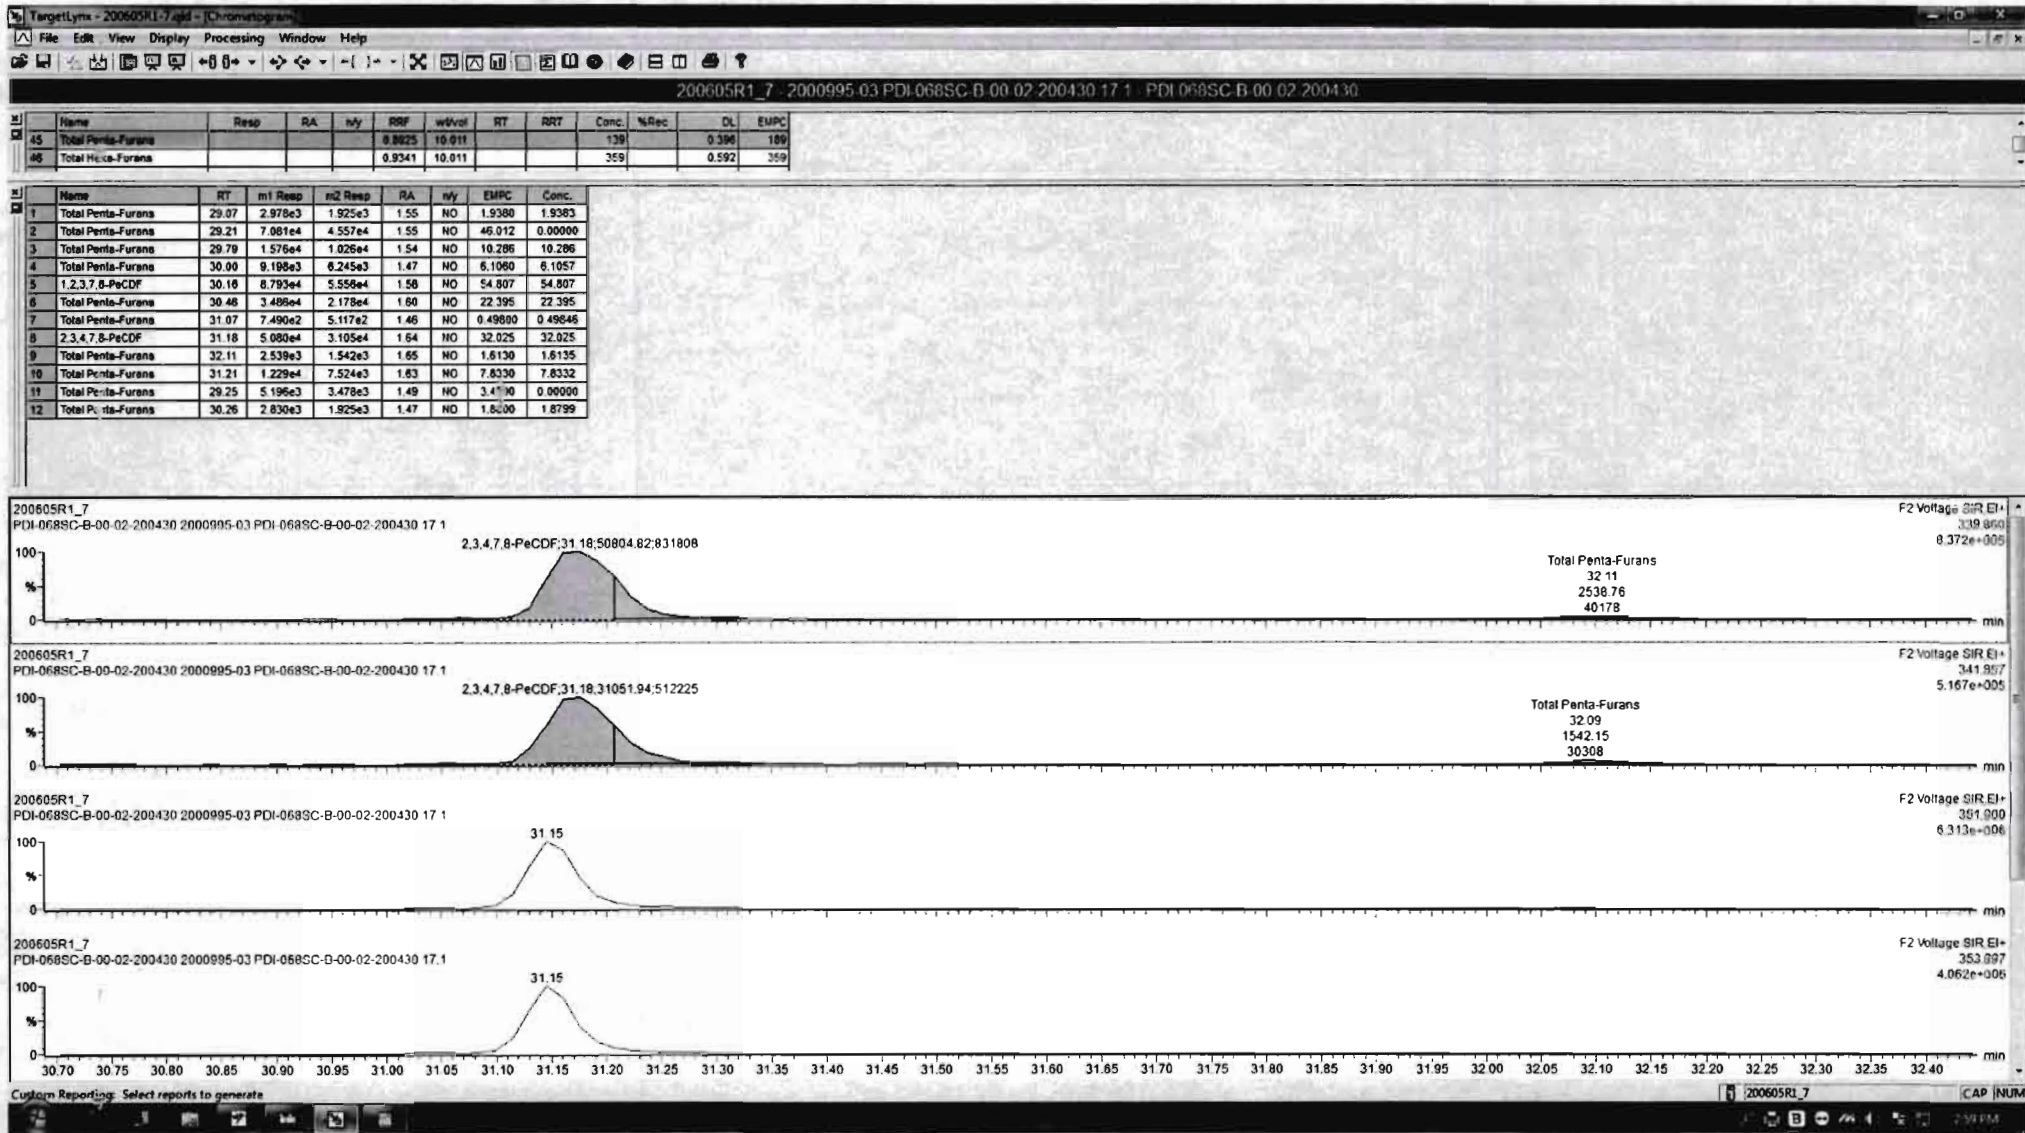 TargetLynx - 200605R1-7.qld - [Chromatogram]
File Edit View Display Processing Window Help
200605R1_7 - 2000995-03 PDI-068SC-B-00-02-200430 17.1 - PDI-068SC-B-00-02-200430
Name Resp RA n/y RRF wt/vol RT RRT Conc. %Rec DL EMPC
45 Total Penta-Furans 10.011 139 0.396 189
46 Total Hexa-Furans 0.9341 10.011 359 0.592 359
Name RT m1 Resp m2 Resp RA n/y EMPC Conc.
1 Total Penta-Furans 29.07 2.978e3 1.925e3 1.55 NO 1.9380 1.9383
2 Total Penta-Furans 29.21 7.081e4 4.557e4 1.55 NO 46.012 0.00000
3 Total Penta-Furans 29.79 1.576e4 1.026e4 1.54 NO 10.286 10.286
4 Total Penta-Furans 30.00 9.198e3 6.245e3 1.47 NO 6.1060 6.1057
5 1,2,3,7,8-PeCDF 30.16 8.793e4 5.556e4 1.58 NO 54.807 54.807
6 Total Penta-Furans 30.46 3.486e4 2.178e4 1.60 NO 22.395 22.395
7 Total Penta-Furans 31.07 7.490e2 5.117e2 1.46 NO 0.49800 0.49846
8 2,3,4,7,8-PeCDF 31.18 5.080e4 3.105e4 1.64 NO 32.025 32.025
9 Total Penta-Furans 32.11 2.539e3 1.542e3 1.65 NO 1.6130 1.6135
10 Total Penta-Furans 31.21 1.229e4 7.524e3 1.63 NO 7.8330 7.8332
11 Total Penta-Furans 29.25 5.196e3 3.478e3 1.49 NO 0.00000
12 Total Penta-Furans 30.26 2.830e3 1.925e3 1.47 NO 1.8799
200605R1_7 F2 Voltage SIR,EI+
PDI-068SC-B-00-02-200430 2000995-03 PDI-068SC-B-00-02-200430 17.1 339.860
8.372e+005
2,3,4,7,8-PeCDF;31.18;50804.82;831808
Total Penta-Furans
32.11
2538.76
40178
100
%
0
min
200605R1_7 F2 Voltage SIR,EI+
PDI-068SC-B-00-02-200430 2000995-03 PDI-068SC-B-00-02-200430 17.1 341.857
5.167e+005
2,3,4,7,8-PeCDF;31.18;31051.94;512225
Total Penta-Furans
32.09
1542.15
30308
100
%
0
min
200605R1_7 F2 Voltage SIR,EI+
PDI-068SC-B-00-02-200430 2000995-03 PDI-068SC-B-00-02-200430 17.1 351.900
6.313e+006
31.15
100
%
0
min
200605R1_7 F2 Voltage SIR,EI+
PDI-068SC-B-00-02-200430 2000995-03 PDI-068SC-B-00-02-200430 17.1 353.897
4.062e+006
31.15
100
%
0
min
30.70 30.75 30.80 30.85 30.90 30.95 31.00 31.05 31.10 31.15 31.20 31.25 31.30 31.35 31.40 31.45 31.50 31.55 31.60 31.65 31.70 31.75 31.80 31.85 31.90 31.95 32.00 32.05 32.10 32.15 32.20 32.25 32.30 32.35 32.40
Custom Reporting: Select reports to generate 200605R1_7 CAP NUM
2:59 PM